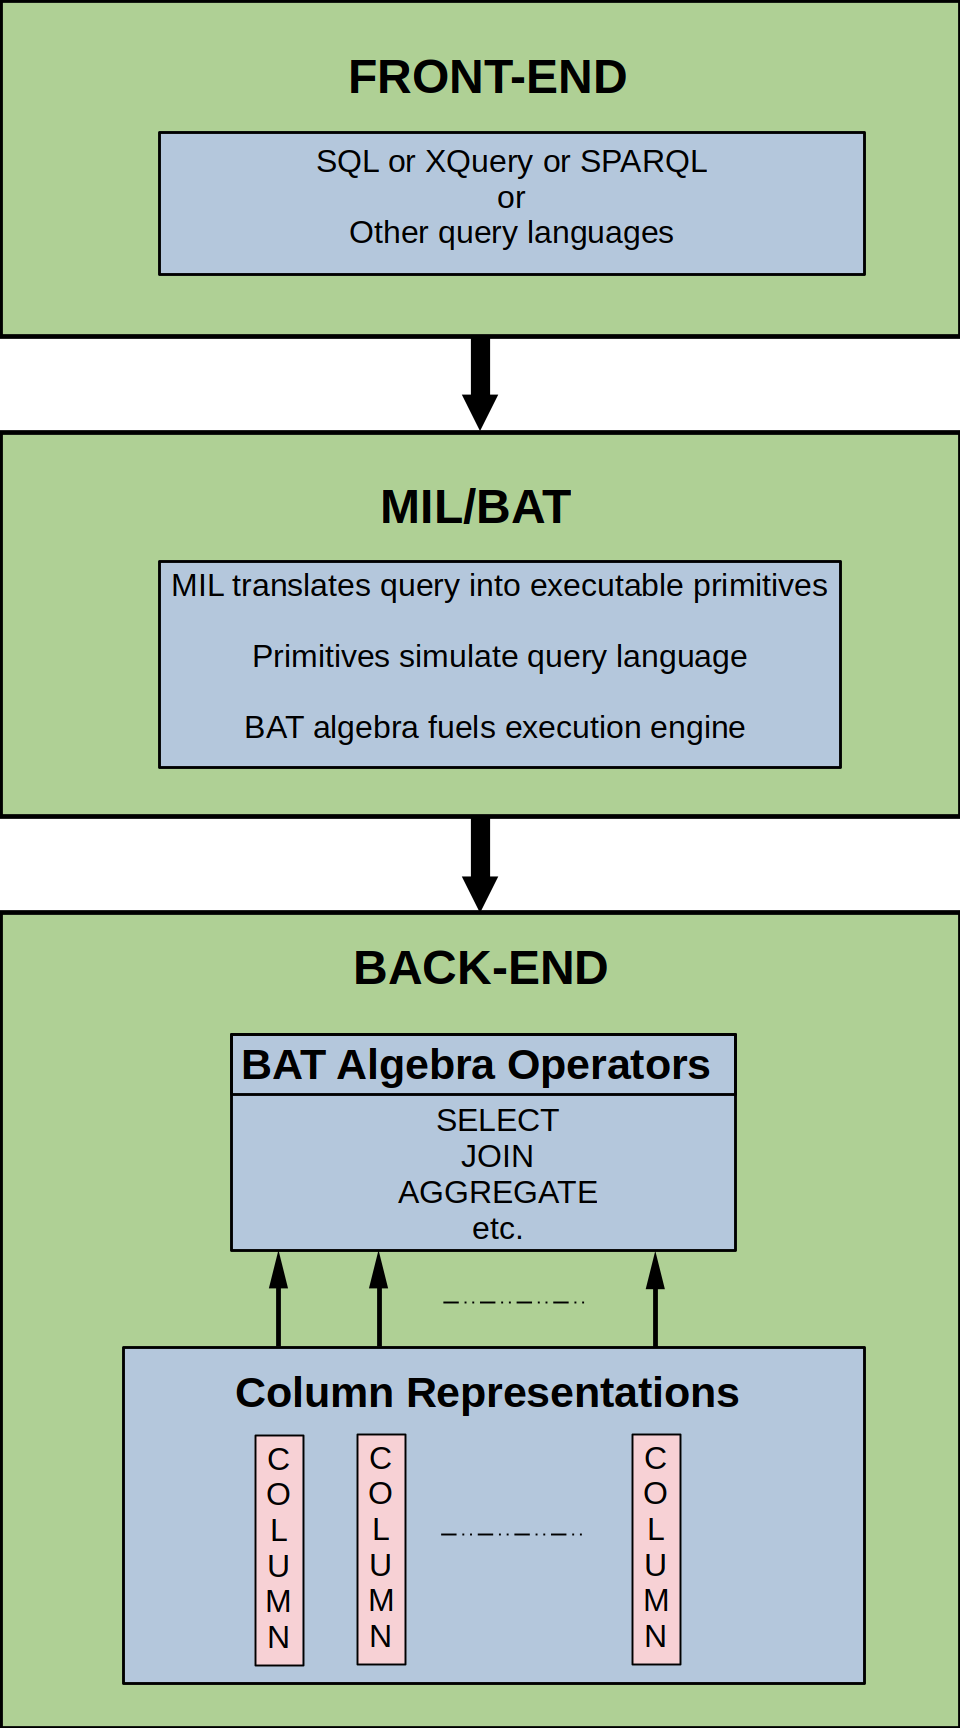 FRONT-END
SQL or XQuery or SPARQL
or
Other query languages
MIL/BAT
MIL translates query into executable primitives
Primitives simulate query language
BAT algebra fuels execution engine
BACK-END
BAT Algebra Operators
SELECT
JOIN
AGGREGATE
etc.
Column Representations
COLUMN
COLUMN
COLUMN